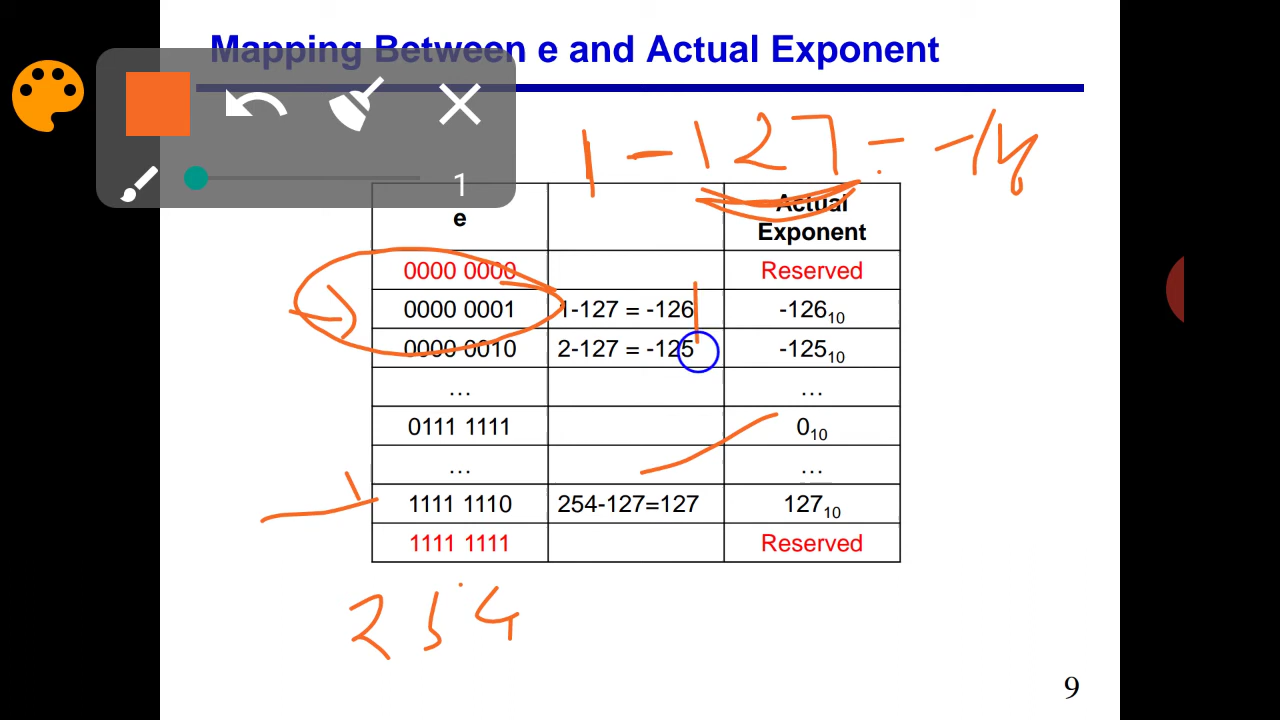 Mapping Between e and Actual Exponent
1
1 - 127 =
e
Actual
Exponent
0000 0000 Reserved
0000 0001 1-127 = -126 -126₁₀
0000 0010 2-127 = -125 -125₁₀
... ...
0111 1111 0₁₀
... ...
1111 1110 254-127=127 127₁₀
1111 1111 Reserved
254
9